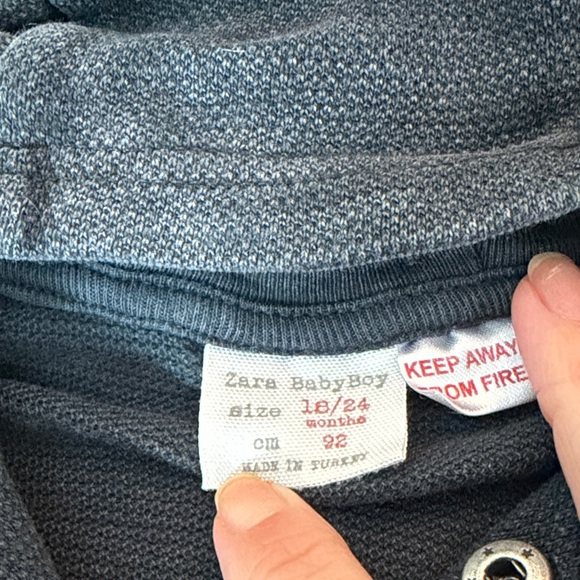 Zara BabyBoy
size 18/24
months
cm 92
MADE IN TURKEY
KEEP AWAY
FROM FIRE